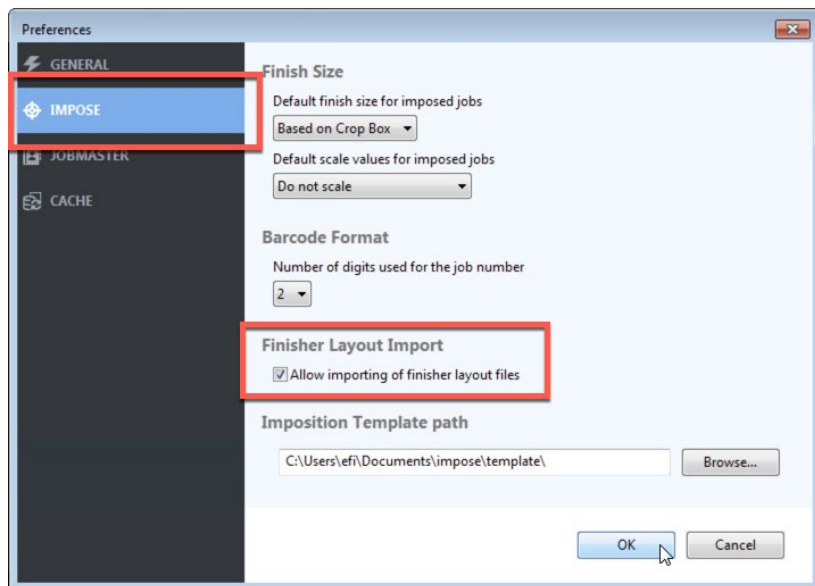 Preferences
GENERAL
IMPOSE
JOBMASTER
CACHE
Finish Size
Default finish size for imposed jobs
Based on Crop Box
Default scale values for imposed jobs
Do not scale
Barcode Format
Number of digits used for the job number
2
Finisher Layout Import
Allow importing of finisher layout files
Imposition Template path
C:\Users\efi\Documents\impose\template\
Browse...
OK
Cancel